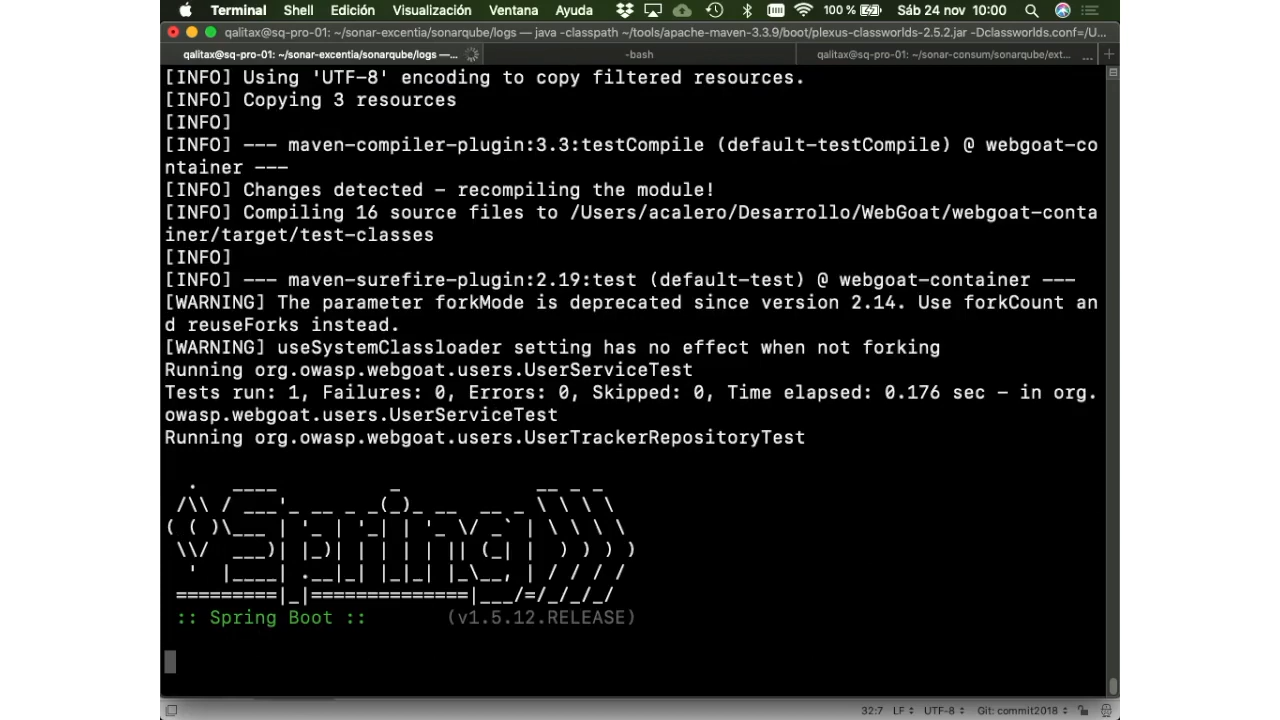 Terminal Shell Edición Visualización Ventana Ayuda 100 % Sáb 24 nov 10:00
qalitax@sq-pro-01: ~/sonar-excentia/sonarqube/logs — java -classpath ~/tools/apache-maven-3.3.9/boot/plexus-classworlds-2.5.2.jar -Dclassworlds.conf=/U...
qalitax@sq-pro-01: ~/sonar-excentia/sonarqube/logs —... -bash qalitax@sq-pro-01: ~/sonar-consum/sonarqube/ext... ... +
[INFO] Using 'UTF-8' encoding to copy filtered resources.
[INFO] Copying 3 resources
[INFO]
[INFO] --- maven-compiler-plugin:3.3:testCompile (default-testCompile) @ webgoat-co
ntainer ---
[INFO] Changes detected - recompiling the module!
[INFO] Compiling 16 source files to /Users/acalero/Desarrollo/WebGoat/webgoat-conta
iner/target/test-classes
[INFO]
[INFO] --- maven-surefire-plugin:2.19:test (default-test) @ webgoat-container ---
[WARNING] The parameter forkMode is deprecated since version 2.14. Use forkCount an
d reuseForks instead.
[WARNING] useSystemClassloader setting has no effect when not forking
Running org.owasp.webgoat.users.UserServiceTest
Tests run: 1, Failures: 0, Errors: 0, Skipped: 0, Time elapsed: 0.176 sec - in org.
owasp.webgoat.users.UserServiceTest
Running org.owasp.webgoat.users.UserTrackerRepositoryTest
Spring
:: Spring Boot :: (v1.5.12.RELEASE)
32:7 LF UTF-8 Git: commit2018